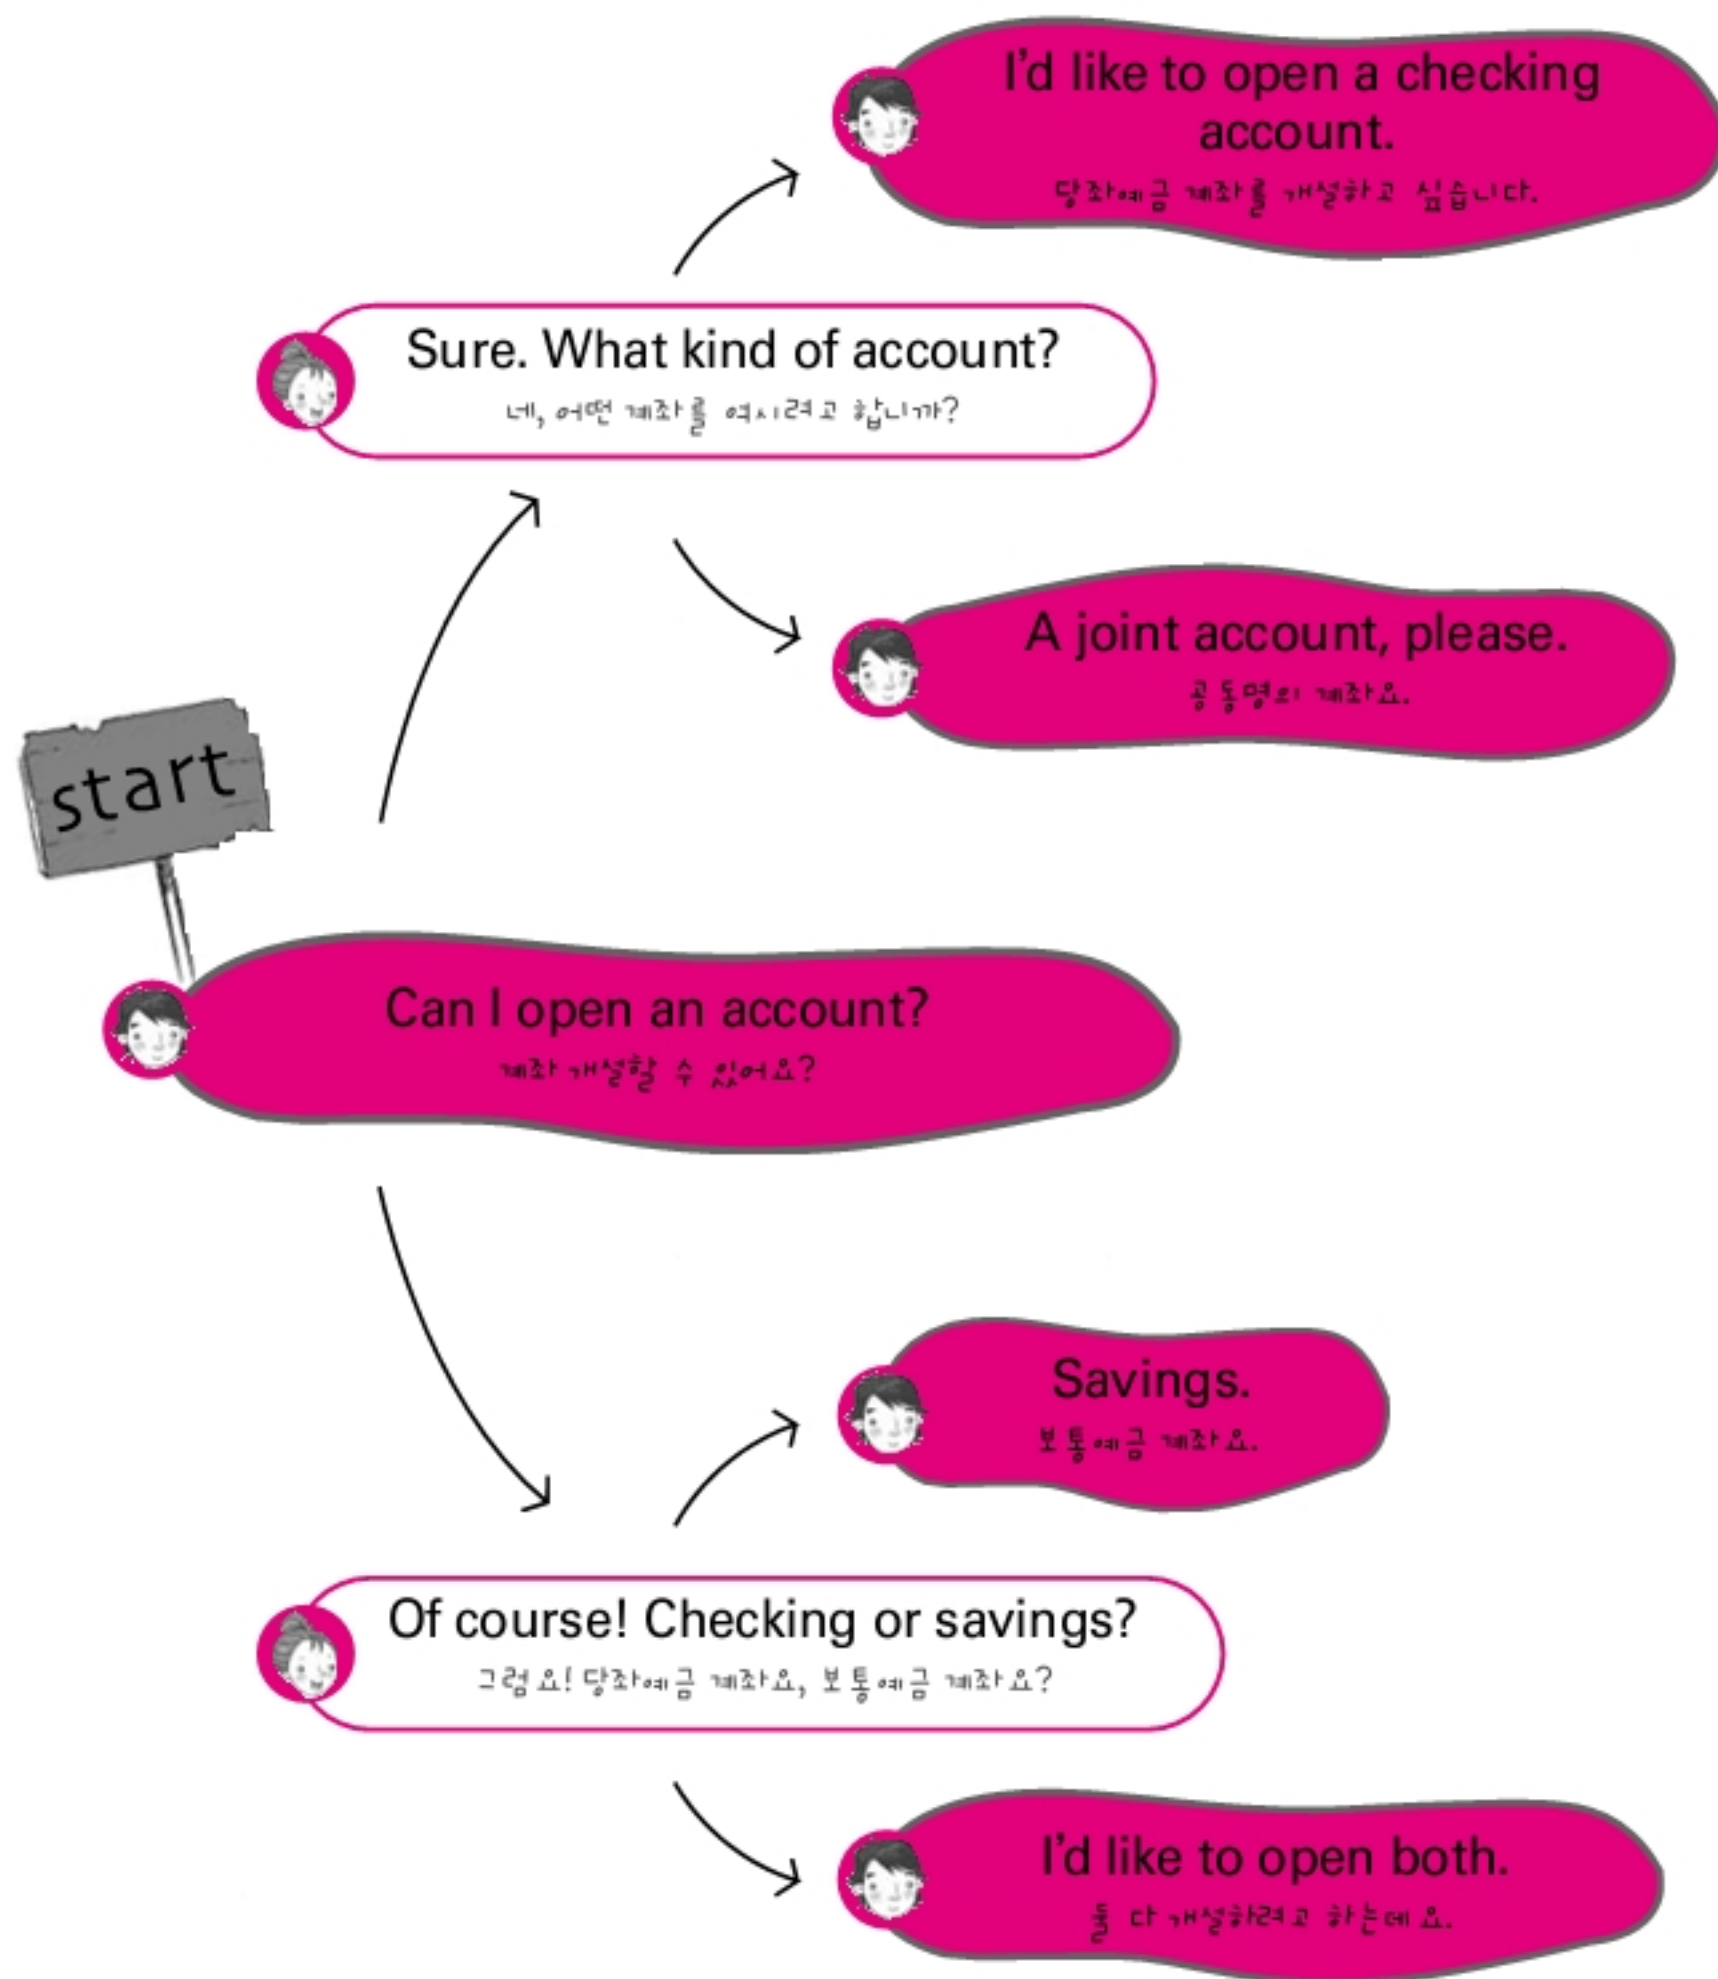 I'd like to open a checking
account.
당좌예금 계좌를 개설하고 싶습니다.
Sure. What kind of account?
네, 어떤 계좌를 여시려고 합니까?
A joint account, please.
공동명의 계좌요.
start
Can I open an account?
계좌 개설할 수 있어요?
Savings.
보통예금 계좌요.
Of course! Checking or savings?
그럼요! 당좌예금 계좌요, 보통예금 계좌요?
I'd like to open both.
둘 다 개설하려고 하는데요.